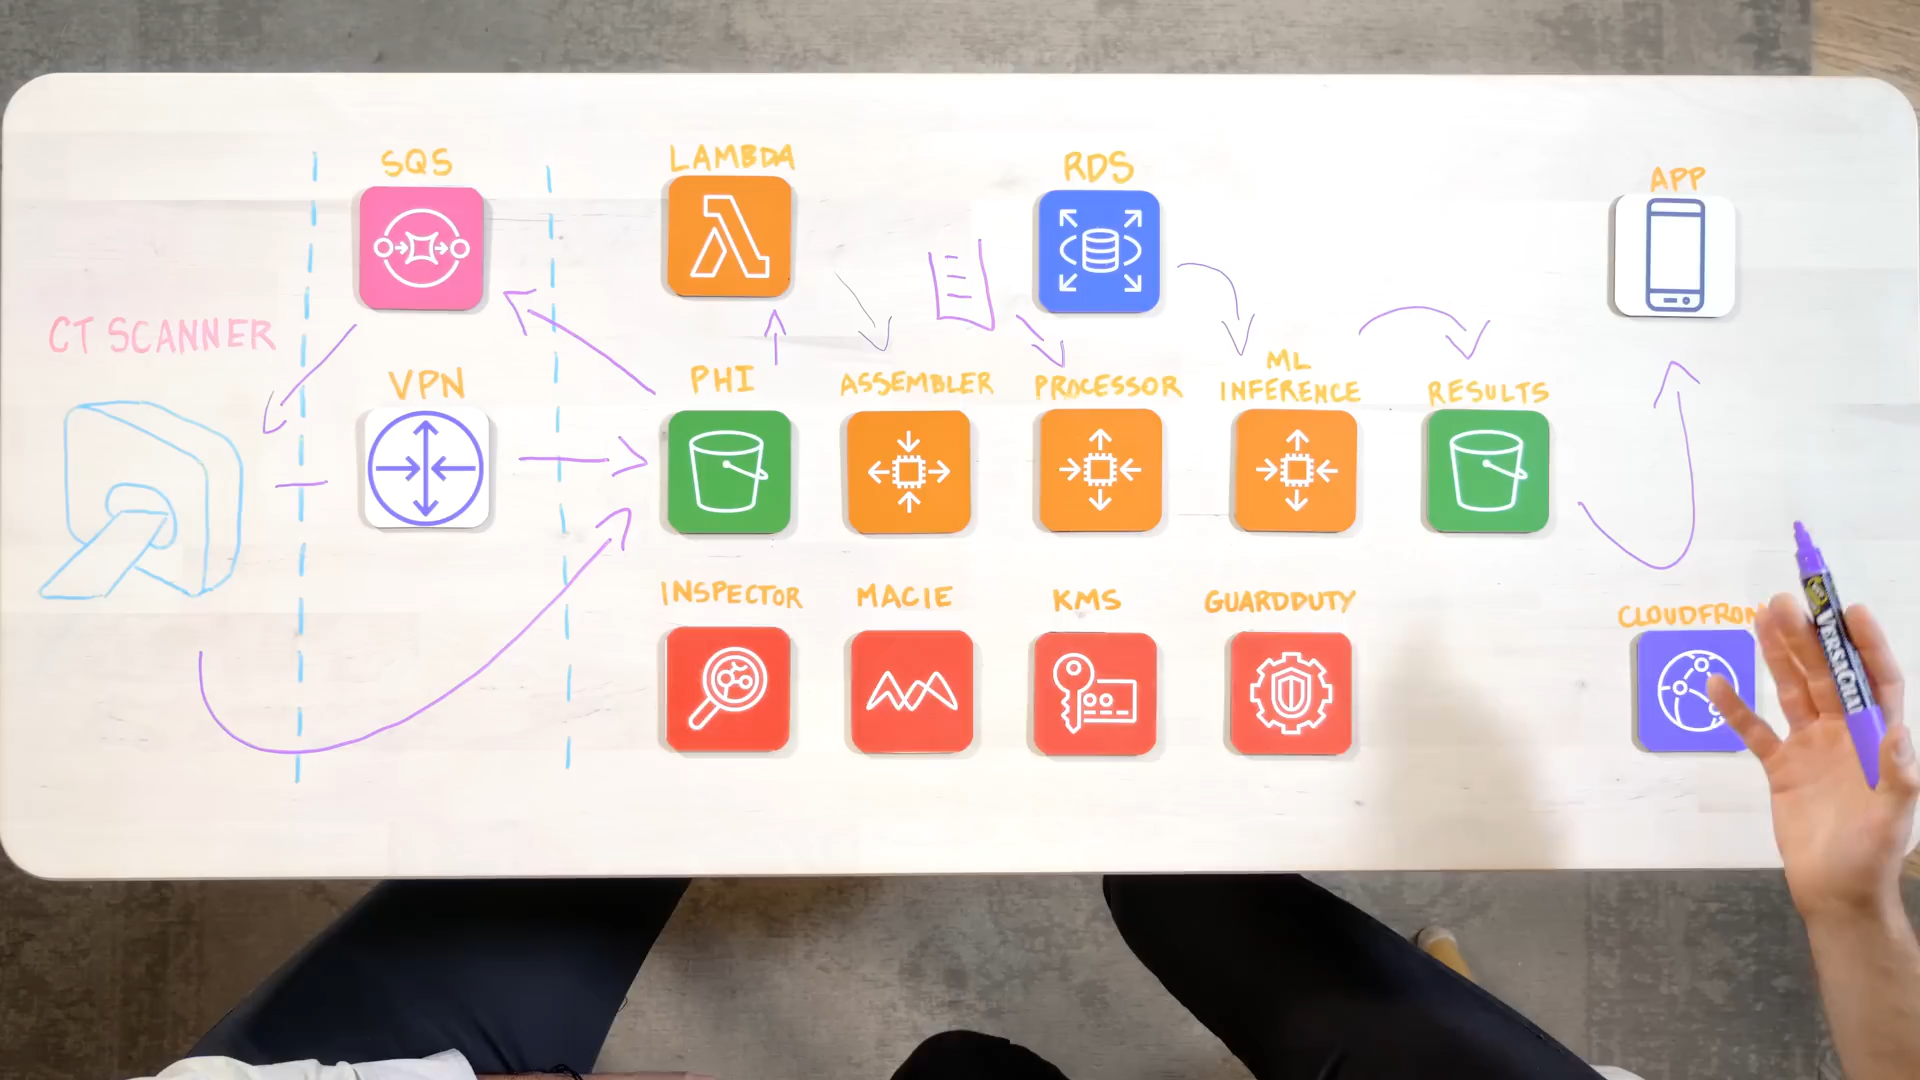 SQS
LAMBDA
RDS
APP
CT SCANNER
VPN
PHI
ASSEMBLER
PROCESSOR
ML
INFERENCE
RESULTS
INSPECTOR
MACIE
KMS
GUARDDUTY
CLOUDFRON